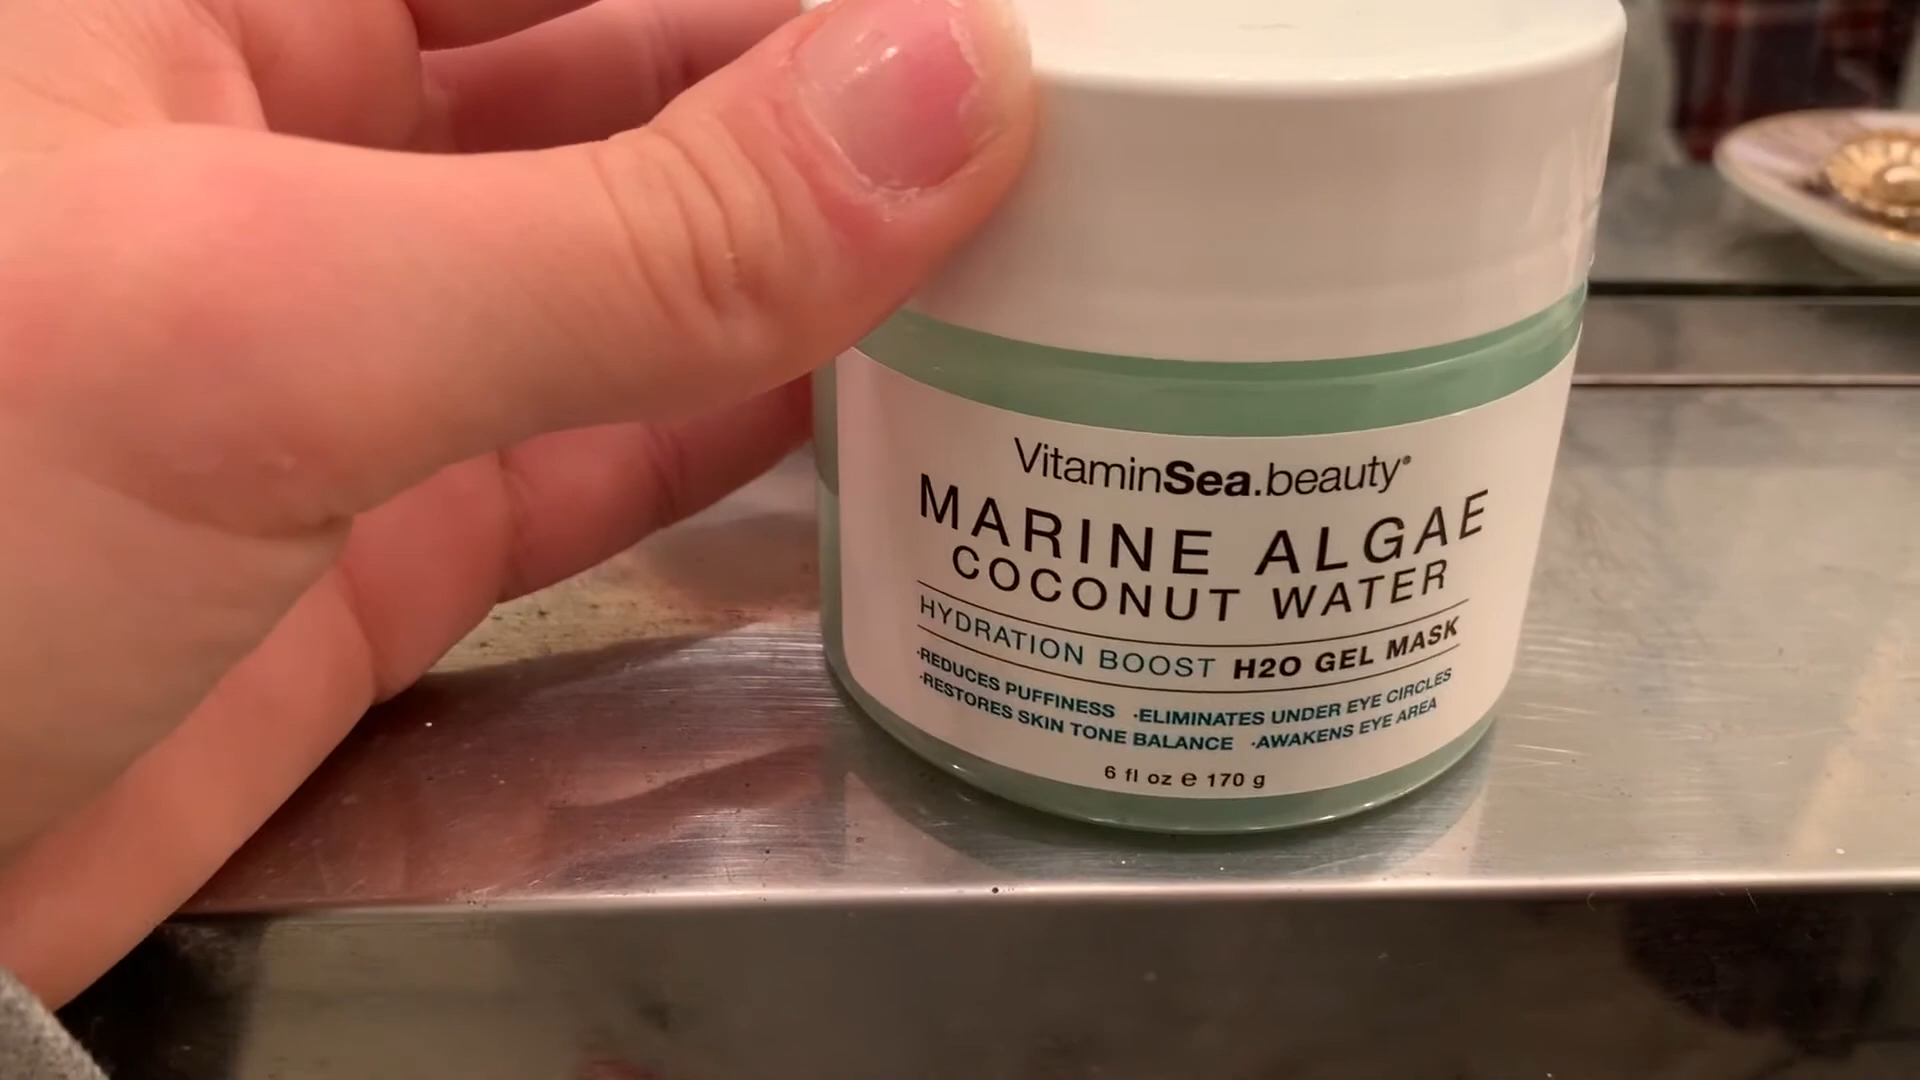 VitaminSea.beauty®
MARINE ALGAE
COCONUT WATER
HYDRATION BOOST H2O GEL MASK
·REDUCES PUFFINESS ·ELIMINATES UNDER EYE CIRCLES
·RESTORES SKIN TONE BALANCE ·AWAKENS EYE AREA
6 fl oz ℮ 170 g